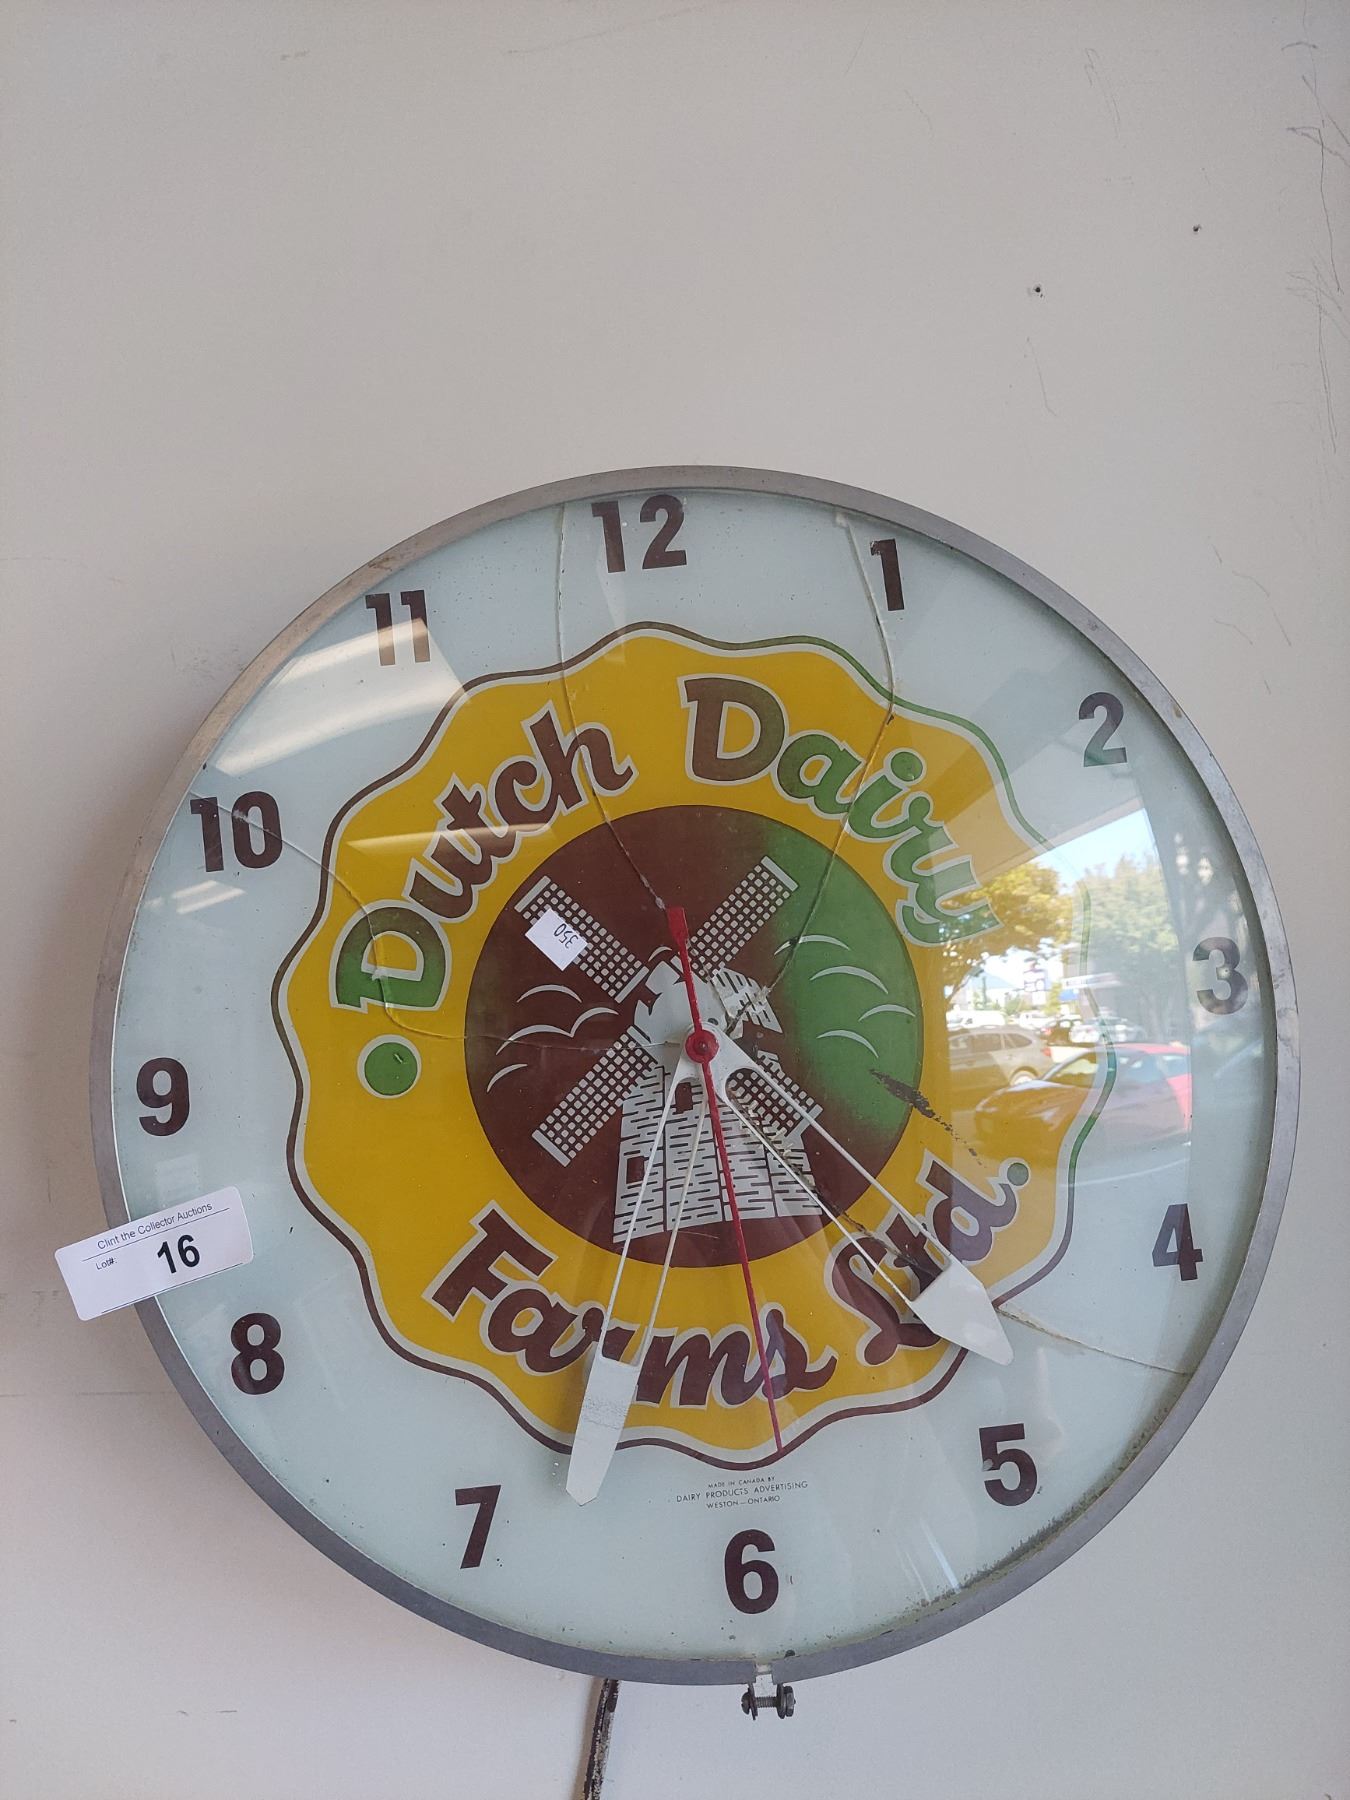 12
1
2
3
4
5
6
7
8
9
10
11
Dutch Dairy
Farms Ltd.
350
MADE IN CANADA BY
DAIRY PRODUCTS ADVERTISING
WESTON - ONTARIO
Clint the Collector Auctions
Lot#: 16